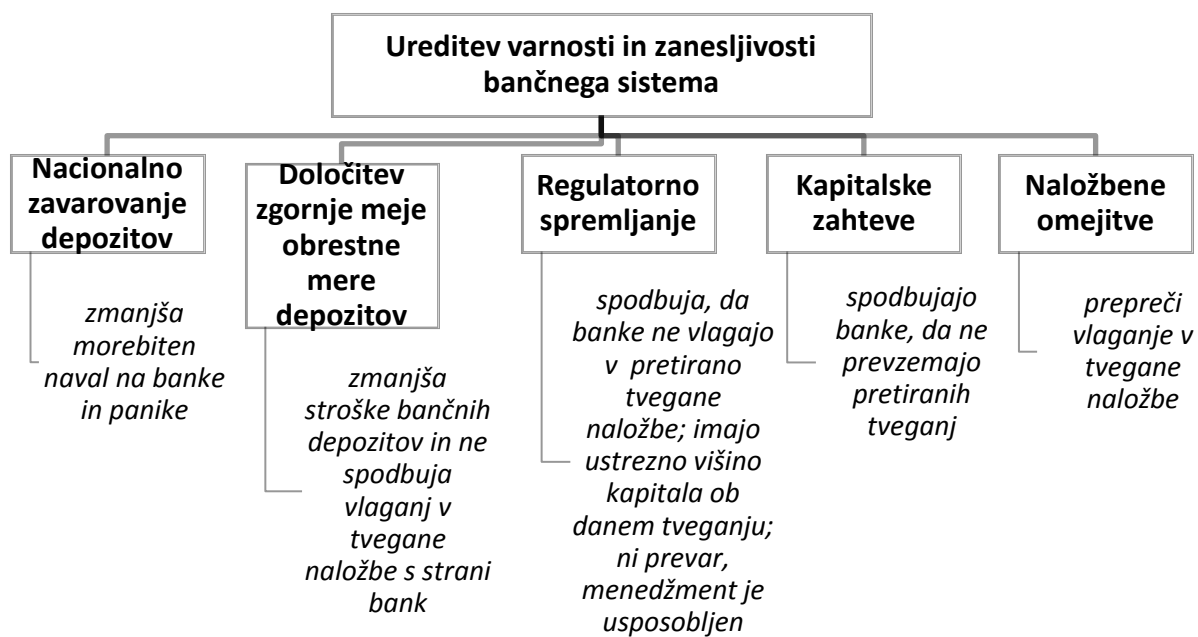 Ureditev varnosti in zanesljivosti
bančnega sistema
Nacionalno
zavarovanje
depozitov
zmanjša
morebiten
naval na banke
in panike
Določitev
zgornje meje
obrestne
mere
depozitov
zmanjša
stroške bančnih
depozitov in ne
spodbuja
vlaganj v
tvegane
naložbe s strani
bank
Regulatorno
spremljanje
spodbuja, da
banke ne vlagajo
v pretirano
tvegane
naložbe; imajo
ustrezno višino
kapitala ob
danem tveganju;
ni prevar,
menedžment je
usposobljen
Kapitalske
zahteve
spodbujajo
banke, da ne
prevzemajo
pretiranih
tveganj
Naložbene
omejitve
prepreči
vlaganje v
tvegane
naložbe